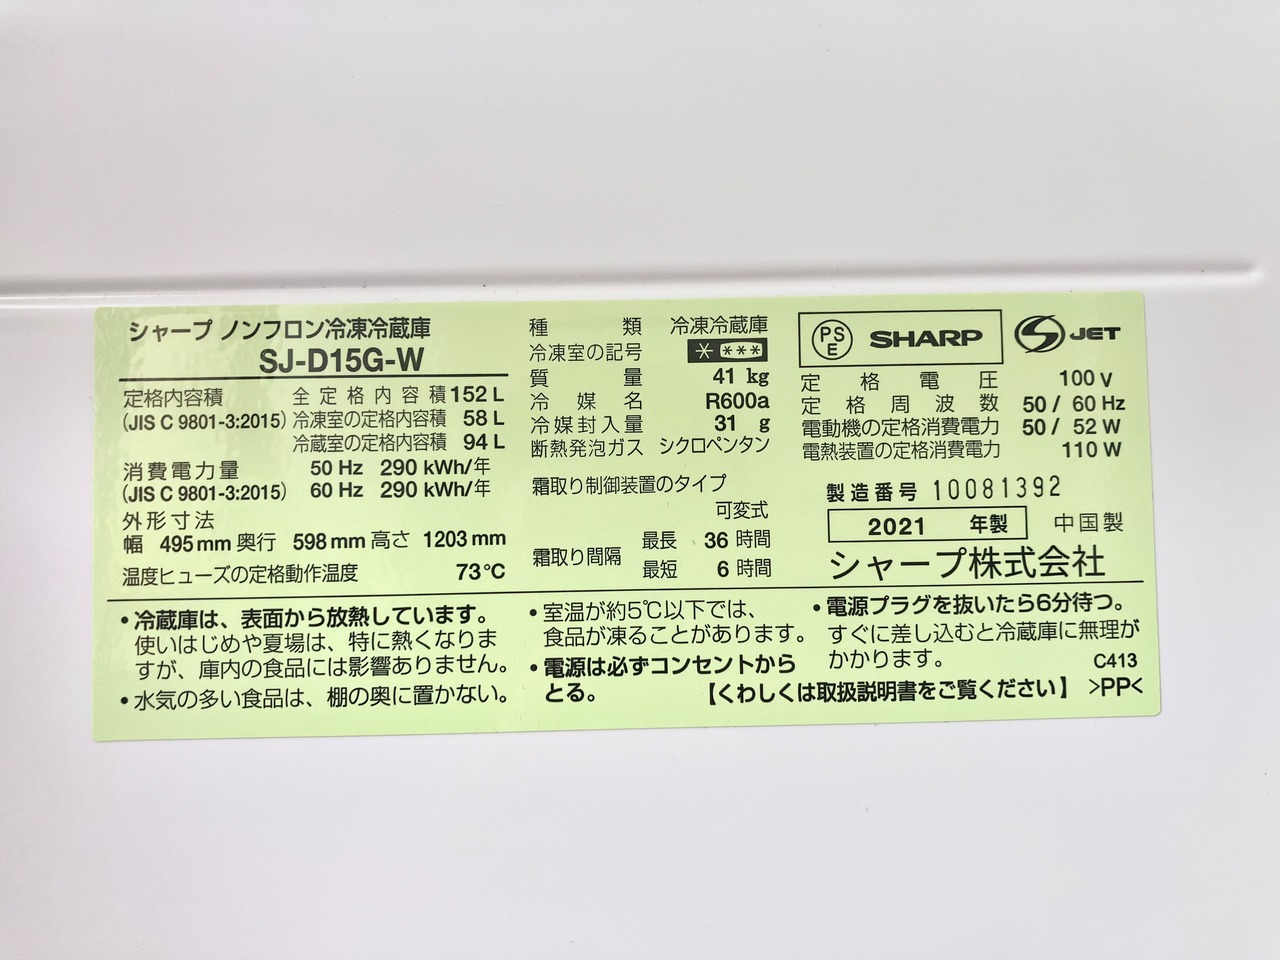 シャープ ノンフロン冷凍冷蔵庫
SJ-D15G-W
定格内容積 全定格内容積 152 L
(JIS C 9801-3:2015) 冷凍室の定格内容積 58 L
冷蔵室の定格内容積 94 L
消費電力量 50 Hz 290 kWh/年
(JIS C 9801-3:2015) 60 Hz 290 kWh/年
外形寸法
幅 495 mm 奥行 598 mm 高さ 1203 mm
温度ヒューズの定格動作温度 73℃
種類 冷凍冷蔵庫
冷凍室の記号 * ***
質量 41 kg
冷媒名 R600a
冷媒封入量 31 g
断熱発泡ガス シクロペンタン
霜取り制御装置のタイプ
可変式
霜取り間隔 最長 36 時間
最短 6 時間
PS
E
SHARP
S JET
定格電圧 100 V
定格周波数 50 / 60 Hz
電動機の定格消費電力 50 / 52 W
電熱装置の定格消費電力 110 W
製造番号 10081392
2021 年製 中国製
シャープ株式会社
・冷蔵庫は、表面から放熱しています。
使いはじめや夏場は、特に熱くなりま
すが、庫内の食品には影響ありません。
・水気の多い食品は、棚の奥に置かない。
・室温が約5℃以下では、
食品が凍ることがあります。
・電源は必ずコンセントから
とる。
・電源プラグを抜いたら6分待つ。
すぐに差し込むと冷蔵庫に無理が
かかります。 C413
【くわしくは取扱説明書をご覧ください】 >PP<